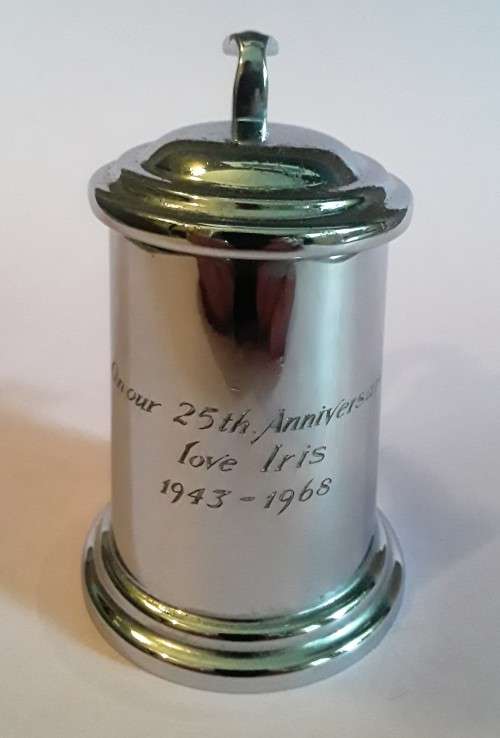 On our 25th Anniversary
love Iris
1943 - 1968